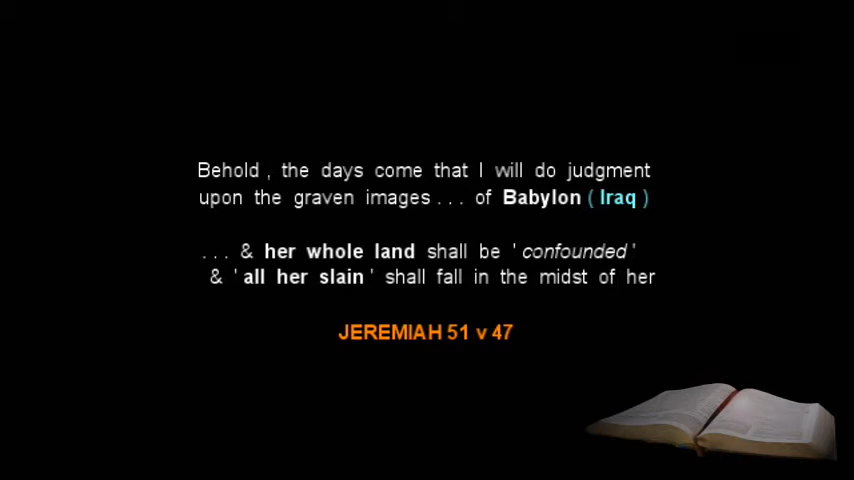 Behold , the days come that I will do judgment
upon the graven images . . . of Babylon ( Iraq )
. . . & her whole land shall be ' confounded '
& ' all her slain ' shall fall in the midst of her
JEREMIAH 51 v 47